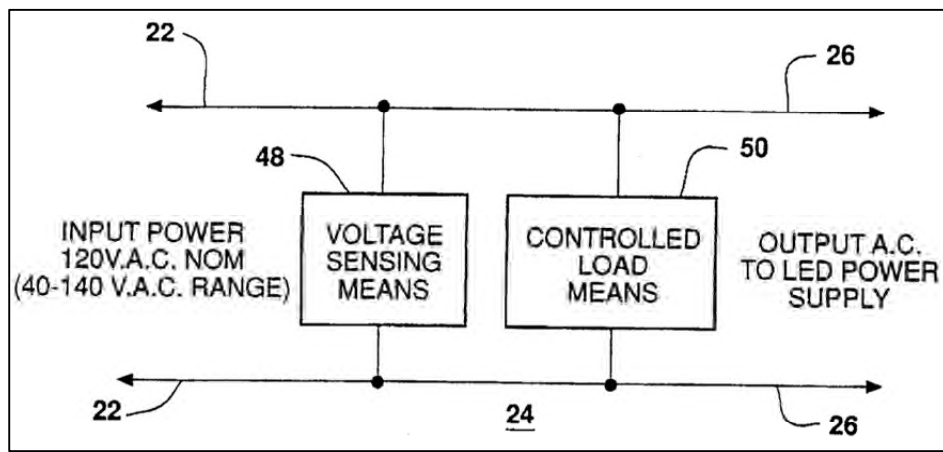 22
26
48
50
INPUT POWER
120V.A.C. NOM
(40-140 V.A.C. RANGE)
VOLTAGE
SENSING
MEANS
CONTROLLED
LOAD
MEANS
OUTPUT A.C.
TO LED POWER
SUPPLY
22
24
26